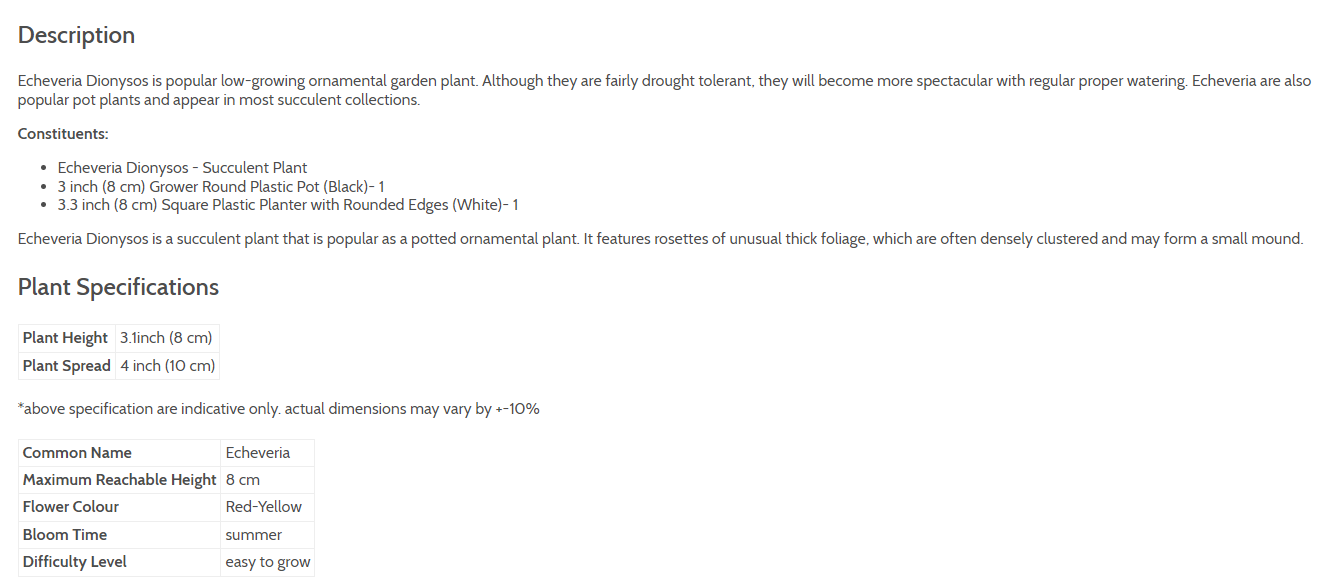 Description
Echeveria Dionysos is popular low-growing ornamental garden plant. Although they are fairly drought tolerant, they will become more spectacular with regular proper watering. Echeveria are also
popular pot plants and appear in most succulent collections.
Constituents:
• Echeveria Dionysos - Succulent Plant
• 3 inch (8 cm) Grower Round Plastic Pot (Black)- 1
• 3.3 inch (8 cm) Square Plastic Planter with Rounded Edges (White)- 1
Echeveria Dionysos is a succulent plant that is popular as a potted ornamental plant. It features rosettes of unusual thick foliage, which are often densely clustered and may form a small mound.
Plant Specifications
Plant Height 3.1inch (8 cm)
Plant Spread 4 inch (10 cm)
*above specification are indicative only. actual dimensions may vary by +-10%
Common Name Echeveria
Maximum Reachable Height 8 cm
Flower Colour Red-Yellow
Bloom Time summer
Difficulty Level easy to grow